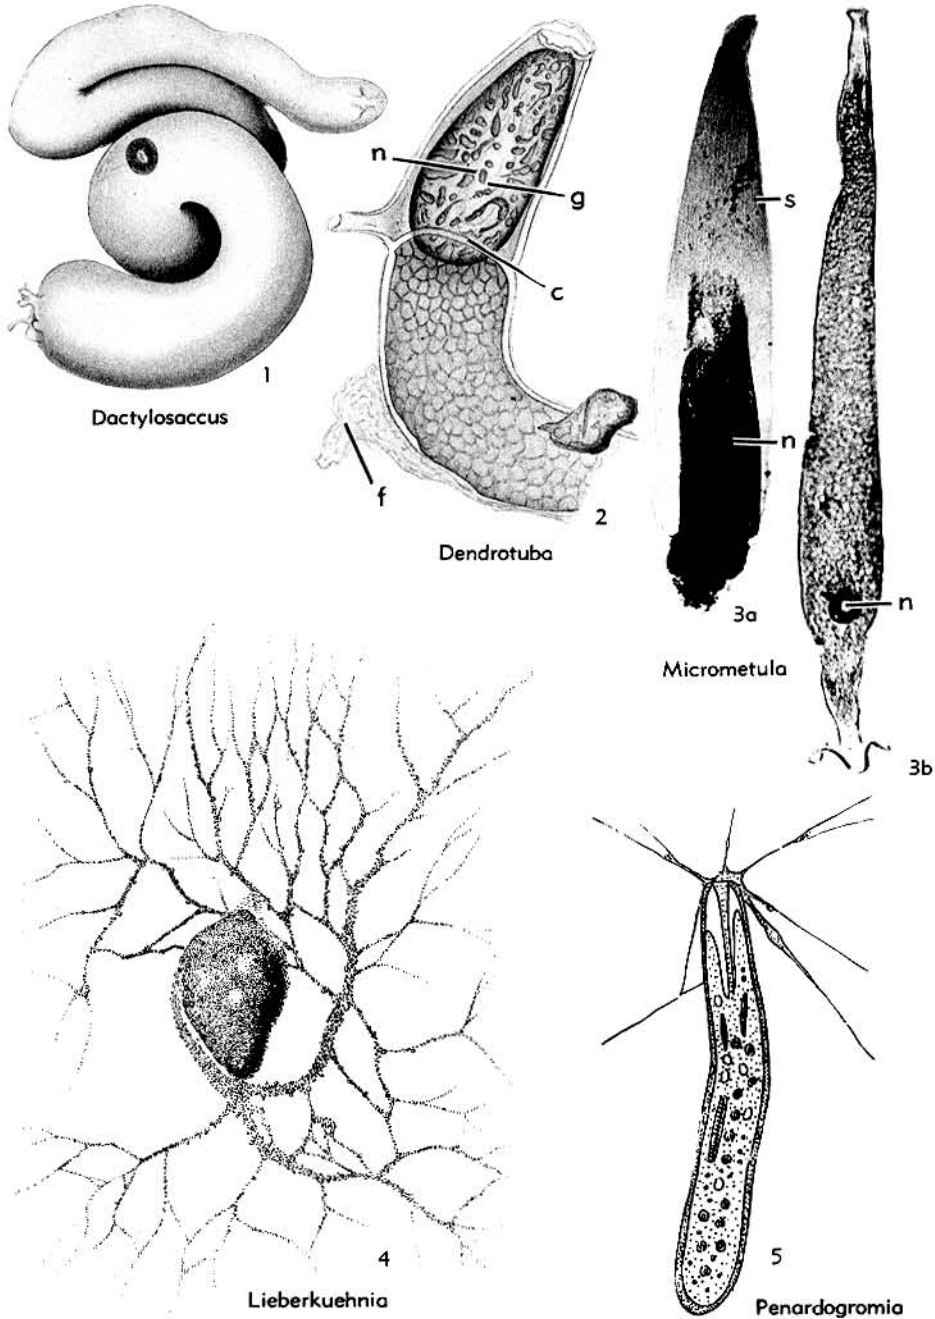 n
g
s
c
1
Dactylosaccus
n
f
2
Dendrotuba
n
3a
Micrometula
3b
4
Lieberkuehnia
5
Penardogromia